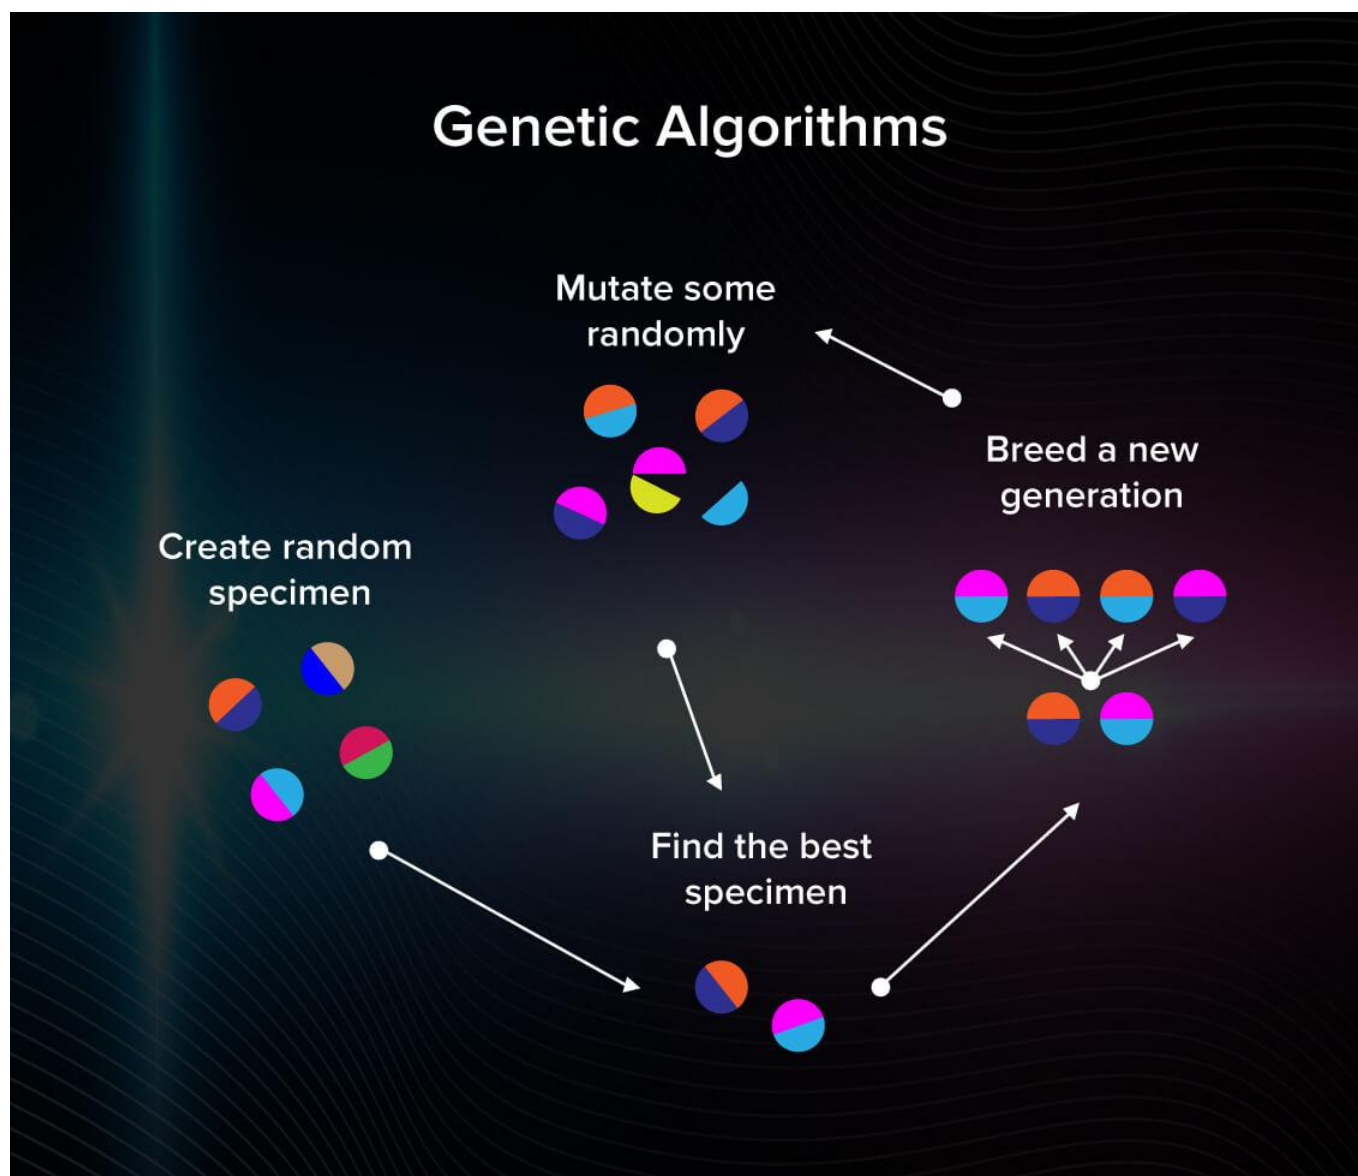 Genetic Algorithms
Mutate some
randomly
Breed a new
generation
Create random
specimen
Find the best
specimen